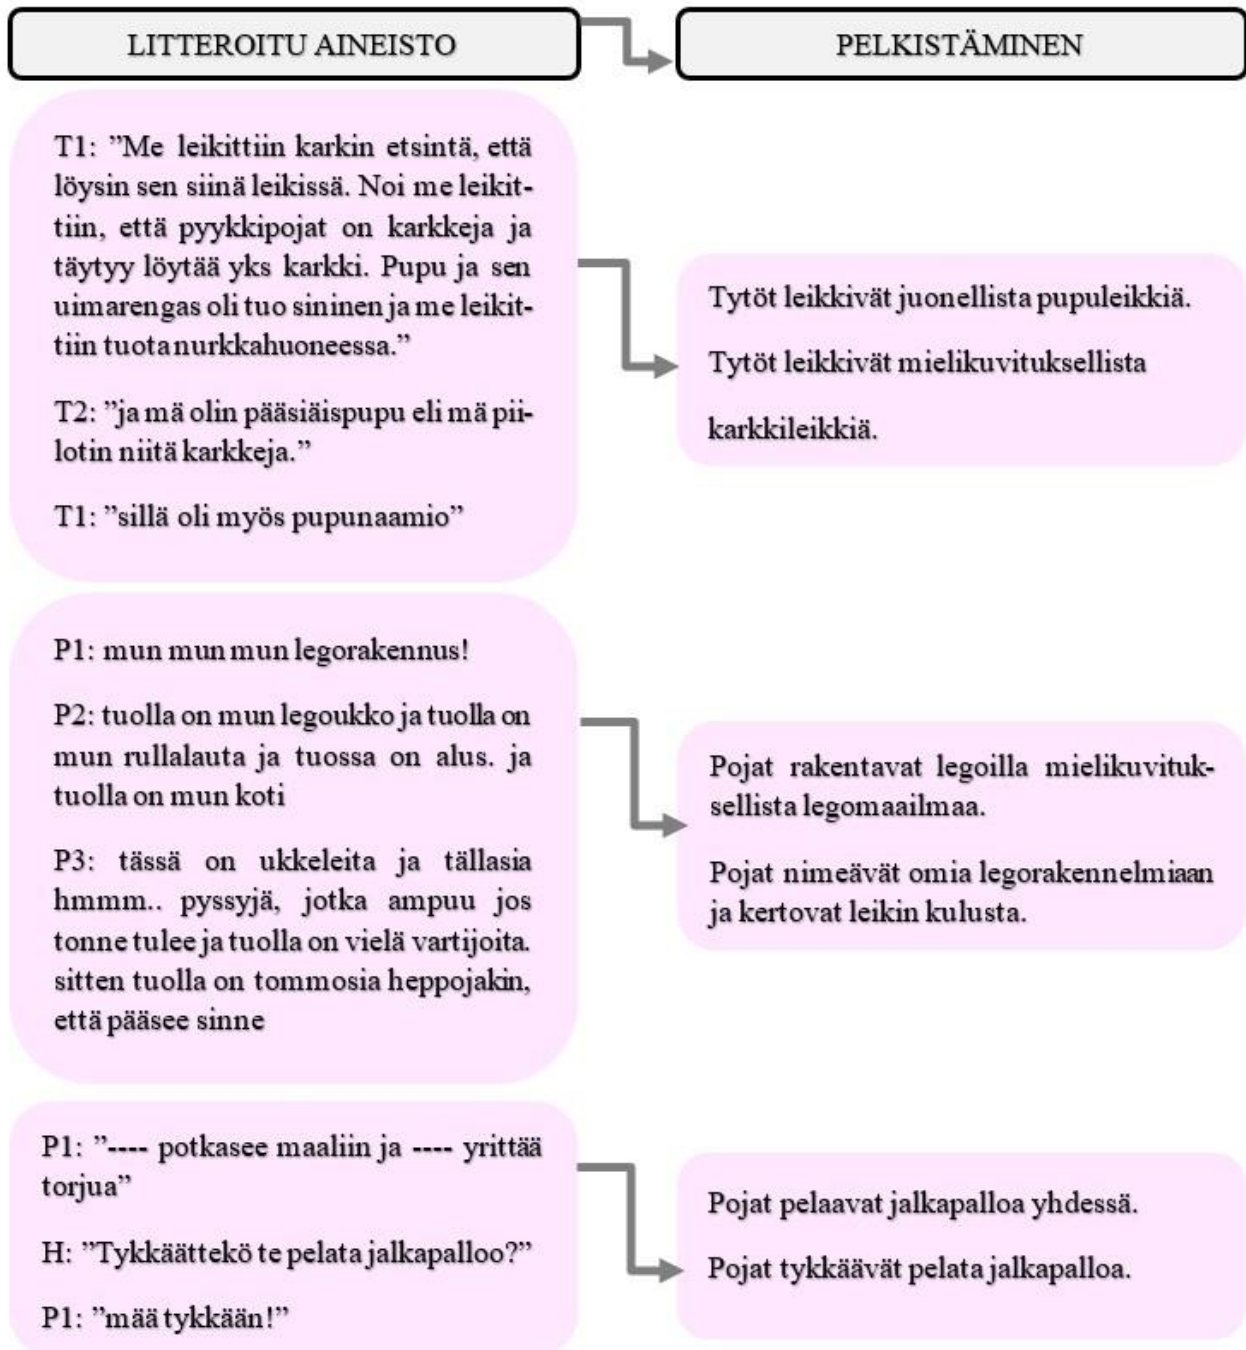 LITTEROITU AINEISTO
PELKISTÄMINEN
T1: ”Me leikittiin karkin etsintä, että
löysin sen siinä leikissä. Noi me leikit-
tiin, että pyykkipojat on karkkeja ja
täytyy löytää yks karkki. Pupu ja sen
uimarengas oli tuo sininen ja me leikit-
tiin tuota nurkkahuoneessa.”
T2: ”ja mä olin pääsiäispupu eli mä pii-
lotin niitä karkkeja.”
T1: ”sillä oli myös pupunaamio”
Tytöt leikkivät juonellista pupuleikkiä.
Tytöt leikkivät mielikuvituksellista
karkkileikkiä.
P1: mun mun mun legorakennus!
P2: tuolla on mun legoukko ja tuolla on
mun rullalauta ja tuossa on alus. ja
tuolla on mun koti
P3: tässä on ukkeleita ja tällasia
hmmm.. pyssyjä, jotka ampuu jos
tonne tulee ja tuolla on vielä vartijoita.
sitten tuolla on tommosia heppojakin,
että pääsee sinne
Pojat rakentavat legoilla mielikuvituk-
sellista legomaailmaa.
Pojat nimeävät omia legorakennelmiaan
ja kertovat leikin kulusta.
P1: ”---- potkasee maaliin ja ---- yrittää
torjua”
H: ”Tykkäättekö te pelata jalkapalloo?”
P1: ”mää tykkään!”
Pojat pelaavat jalkapalloa yhdessä.
Pojat tykkäävät pelata jalkapalloa.